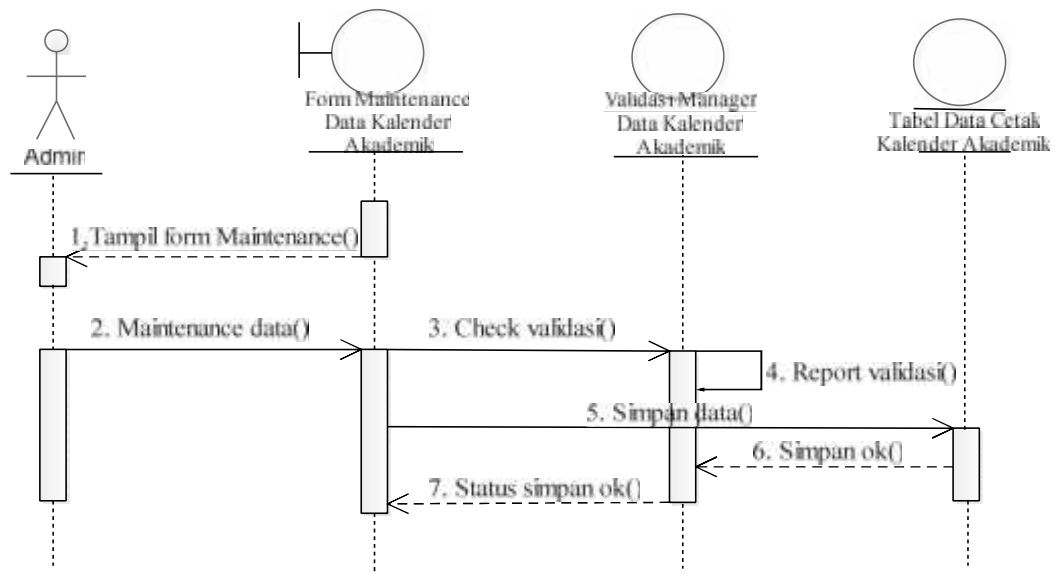 Form Maintenance
Data Kalender
Akademik
Validasi Manager
Data Kalender
Akademik
Tabel Data Cetak
Kalender Akademik
Admin
1,Tampil form Maintenance()
2. Maintenance data()
3. Check validasi()
4. Report validasi()
5. Simpan data()
6. Simpan ok()
7. Status simpan ok()